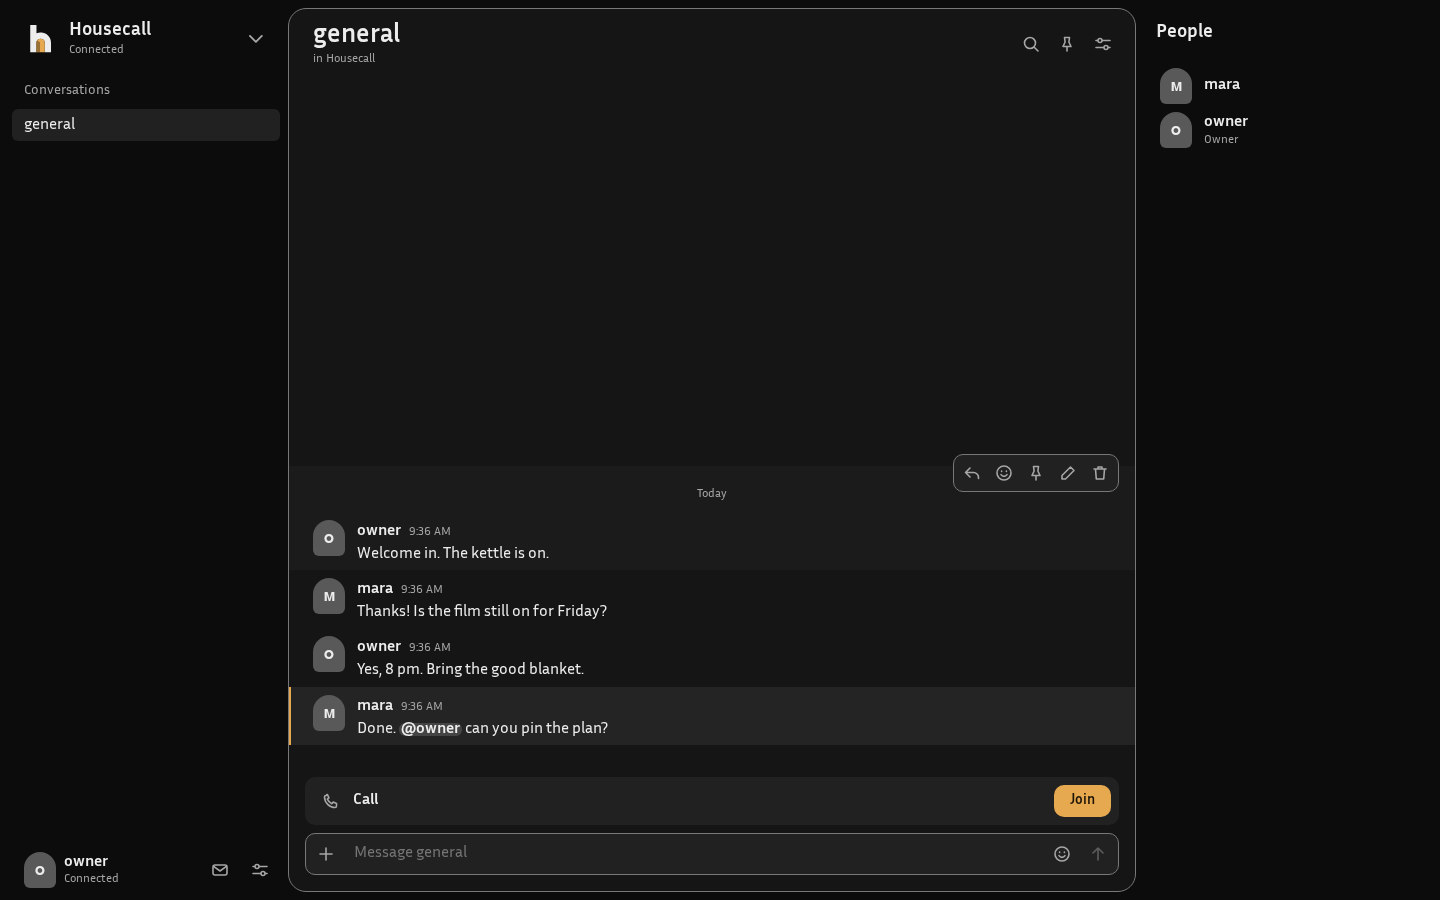 Housecall
Connected
Conversations
general
general
in Housecall
Today
O
owner 9:36 AM
Welcome in. The kettle is on.
M
mara 9:36 AM
Thanks! Is the film still on for Friday?
O
owner 9:36 AM
Yes, 8 pm. Bring the good blanket.
M
mara 9:36 AM
Done. @owner can you pin the plan?
Call
Join
Message general
O
owner
Connected
People
M
mara
O
owner
Owner